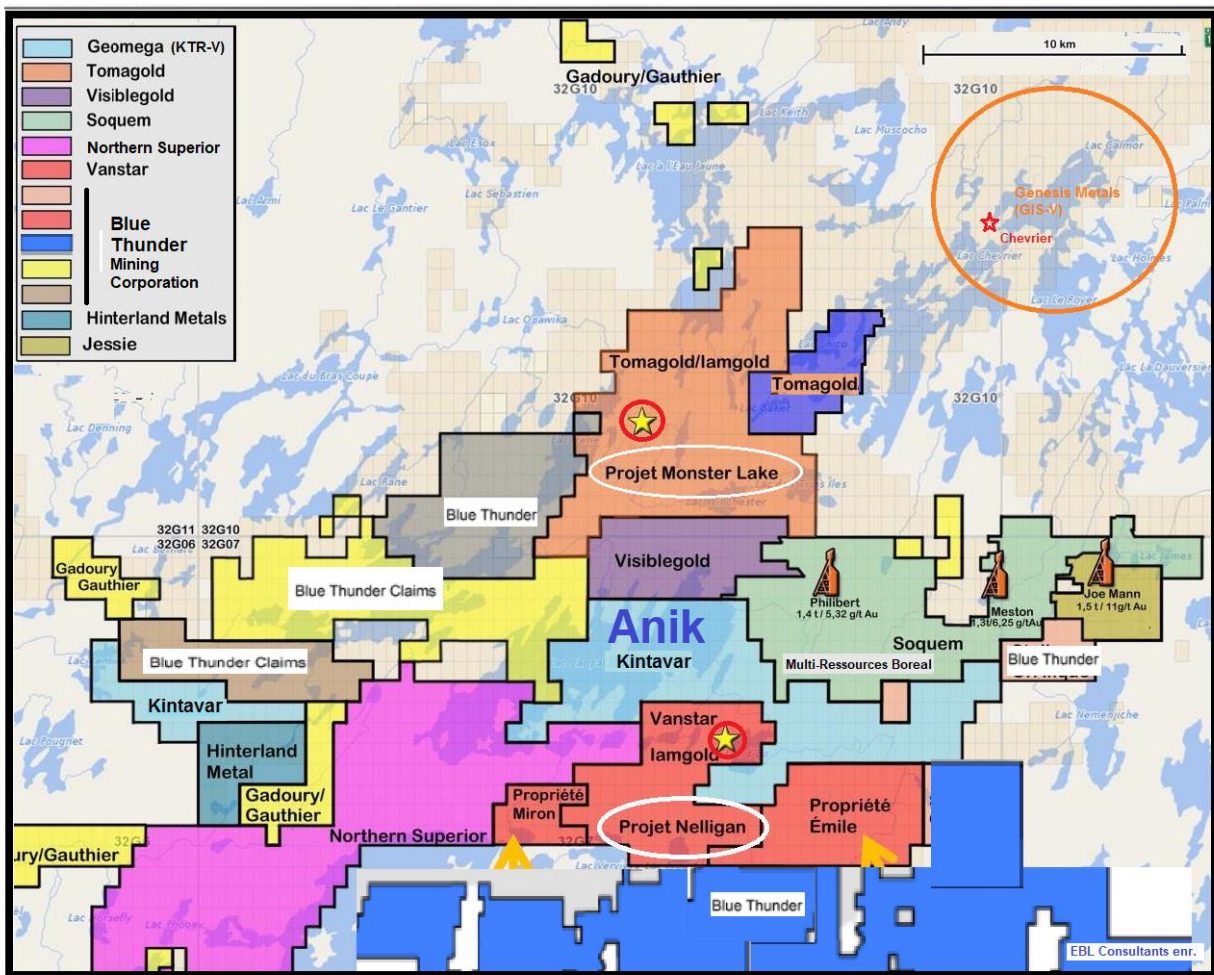 Geomega (KTR-V)
Tomagold
Visiblegold
Soquem
Northern Superior
Vanstar
Blue
Thunder
Mining
Corporation
Hinterland Metals
Jessie
10 km
Gadoury/Gauthier
32G10
32G10
Lac Keith
Lac Muscocho
Lac Esox
Lac à l'Eau Jaune
Lac Calmor
Lac Armi
Lac Le Gantier
Lac Sébastien
Genesis Metals
(GIS-V)
Chevrier
Lac Chevrier
Lac Holmes
Lac Le Royer
Lac Opawika
Lac du Bras Coupé
Lac La Dauversière
Tomagold/Iamgold
Tomagold
32G10
32G10
Lac Denning
Projet Monster Lake
Lac Rane
Blue Thunder
Lac Winchester
32G11 32G10
32G06 32G07
Gadoury
Gauthier
Visiblegold
Blue Thunder Claims
Philibert
1,4 t / 5,32 g/t Au
Meston
1,3t/6,25 g/tAu
Joe Mann
1,5 t / 11g/t Au
Lac James
Anik
Kintavar
Soquem
Multi-Ressources Boreal
Blue Thunder
Blue Thunder Claims
Kintavar
Vanstar
Iamgold
Lac Nemenjiche
Lac Pougnet
Hinterland
Metal
Gadoury/
Gauthier
Propriété
Miron
Projet Nelligan
Propriété
Émile
Northern Superior
ury/Gauthier
Blue Thunder
EBL Consultants enr.